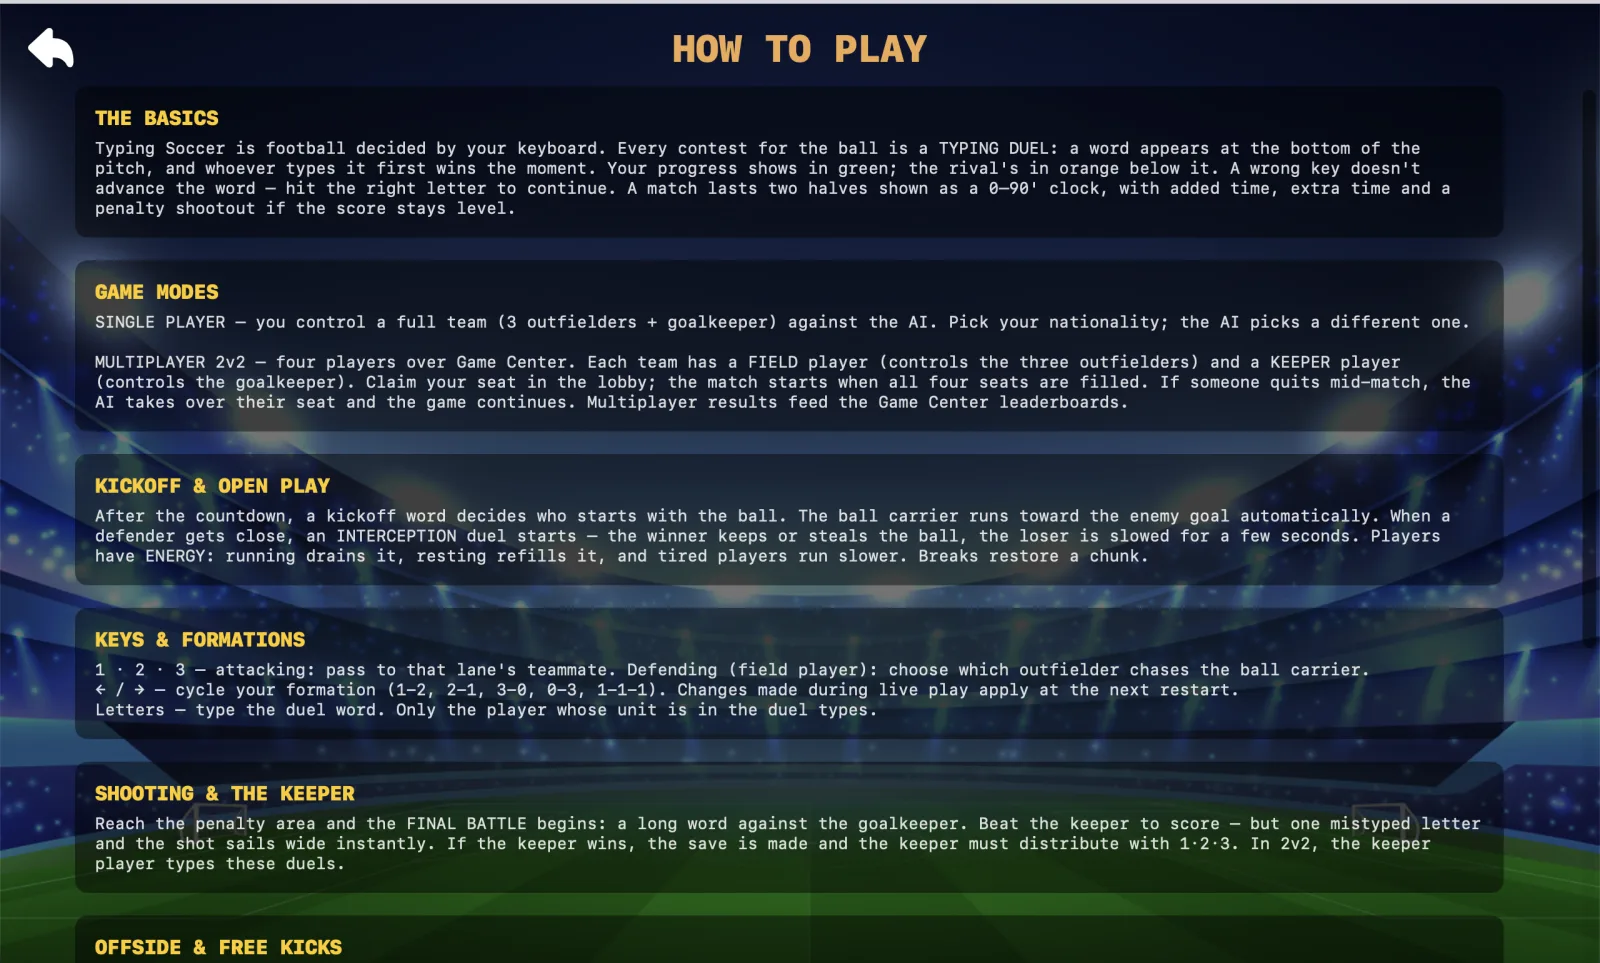 HOW TO PLAY
THE BASICS
Typing Soccer is football decided by your keyboard. Every contest for the ball is a TYPING DUEL: a word appears at the bottom of the
pitch, and whoever types it first wins the moment. Your progress shows in green; the rival's in orange below it. A wrong key doesn't
advance the word – hit the right letter to continue. A match lasts two halves shown as a 0–90' clock, with added time, extra time and a
penalty shootout if the score stays level.
GAME MODES
SINGLE PLAYER – you control a full team (3 outfielders + goalkeeper) against the AI. Pick your nationality; the AI picks a different one.
MULTIPLAYER 2v2 – four players over Game Center. Each team has a FIELD player (controls the three outfielders) and a KEEPER player
(controls the goalkeeper). Claim your seat in the lobby; the match starts when all four seats are filled. If someone quits mid-match, the
AI takes over their seat and the game continues. Multiplayer results feed the Game Center leaderboards.
KICKOFF & OPEN PLAY
After the countdown, a kickoff word decides who starts with the ball. The ball carrier runs toward the enemy goal automatically. When a
defender gets close, an INTERCEPTION duel starts – the winner keeps or steals the ball, the loser is slowed for a few seconds. Players
have ENERGY: running drains it, resting refills it, and tired players run slower. Breaks restore a chunk.
KEYS & FORMATIONS
1 · 2 · 3 – attacking: pass to that lane's teammate. Defending (field player): choose which outfielder chases the ball carrier.
← / → – cycle your formation (1–2, 2–1, 3–0, 0–3, 1–1–1). Changes made during live play apply at the next restart.
Letters – type the duel word. Only the player whose unit is in the duel types.
SHOOTING & THE KEEPER
Reach the penalty area and the FINAL BATTLE begins: a long word against the goalkeeper. Beat the keeper to score – but one mistyped letter
and the shot sails wide instantly. If the keeper wins, the save is made and the keeper must distribute with 1·2·3. In 2v2, the keeper
player types these duels.
OFFSIDE & FREE KICKS